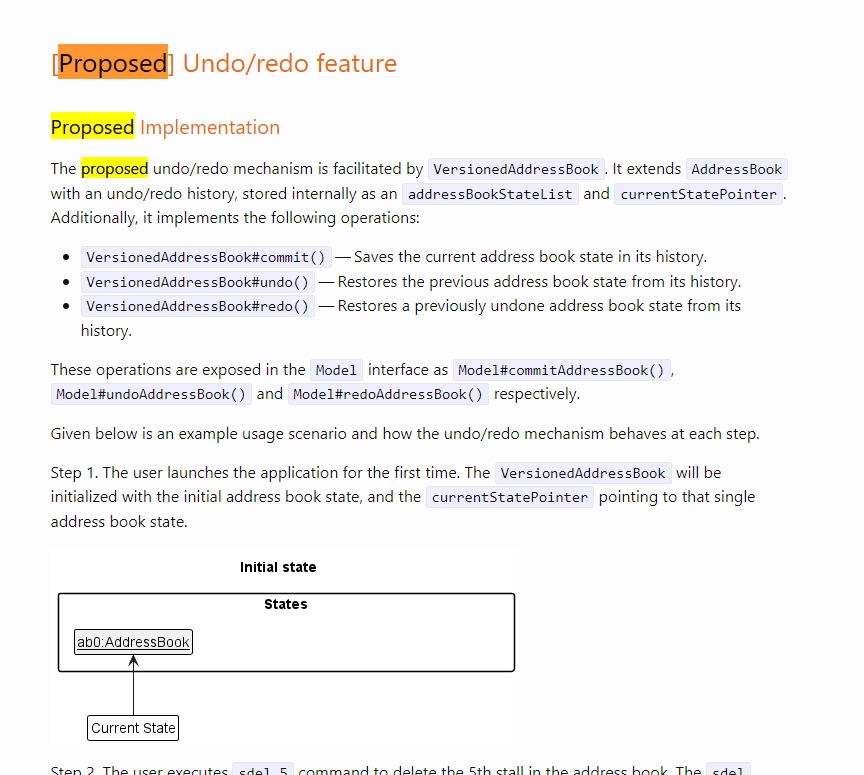 [Proposed] Undo/redo feature
Proposed Implementation
The proposed undo/redo mechanism is facilitated by VersionedAddressBook. It extends AddressBook
with an undo/redo history, stored internally as an addressBookStateList and currentStatePointer.
Additionally, it implements the following operations:
• VersionedAddressBook#commit() — Saves the current address book state in its history.
• VersionedAddressBook#undo() — Restores the previous address book state from its history.
• VersionedAddressBook#redo() — Restores a previously undone address book state from its
history.
These operations are exposed in the Model interface as Model#commitAddressBook(),
Model#undoAddressBook() and Model#redoAddressBook() respectively.
Given below is an example usage scenario and how the undo/redo mechanism behaves at each step.
Step 1. The user launches the application for the first time. The VersionedAddressBook will be
initialized with the initial address book state, and the currentStatePointer pointing to that single
address book state.
Initial state
States
ab0:AddressBook
Current State
Step 2. The user executes sdel 5 command to delete the 5th stall in the address book. The sdel